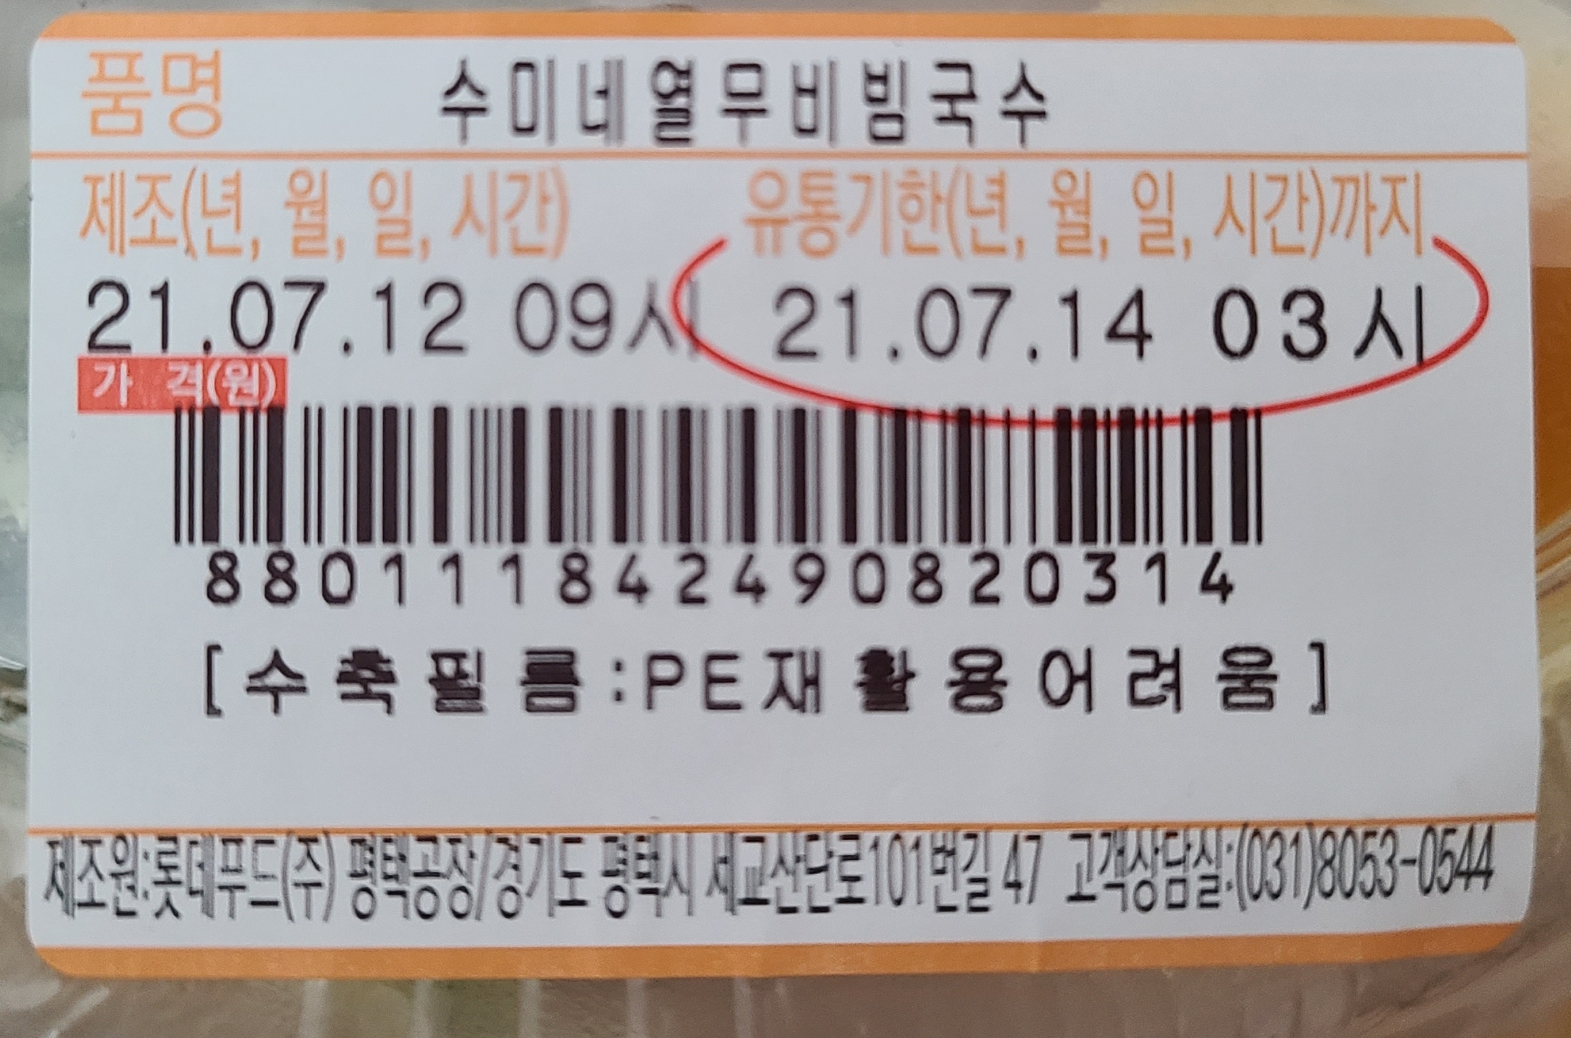 품명 수미네열무비빔국수
제조(년, 월, 일, 시간) 유통기한(년, 월, 일, 시간)까지
21.07.12 09시 21.07.14 03시
가 격(원)
880111842490820314
[수축필름:PE재활용어려움]
제조원:롯데푸드(주) 평택공장/경기도 평택시 세교산단로101번길 47 고객상담실:(031)8053-0544